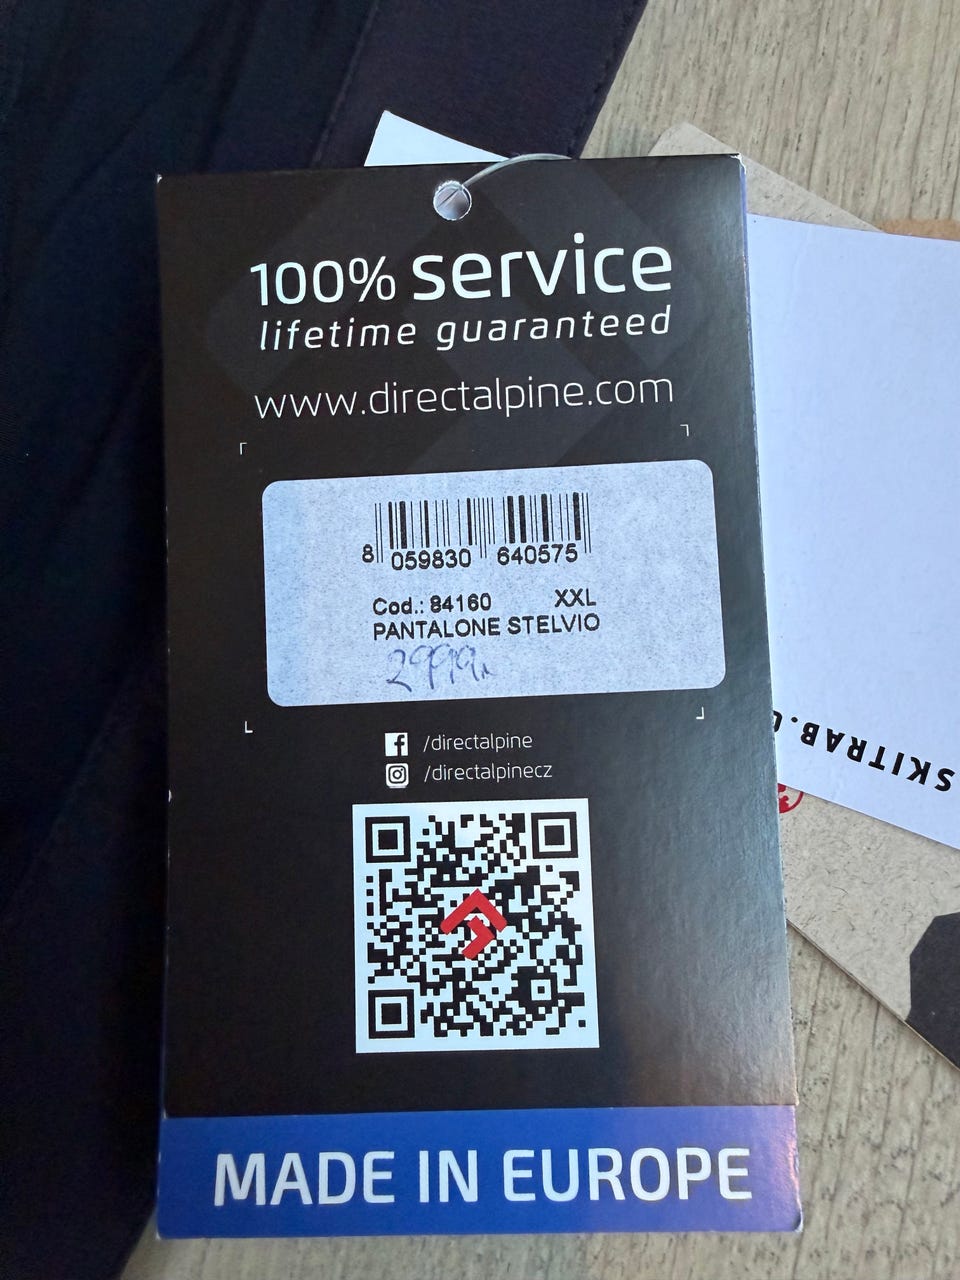 100% service
lifetime guaranteed
www.directalpine.com
8 059830 640575
Cod.: 84160 XXL
PANTALONE STELVIO
/directalpine
/directalpinecz
MADE IN EUROPE
SKITRAB.